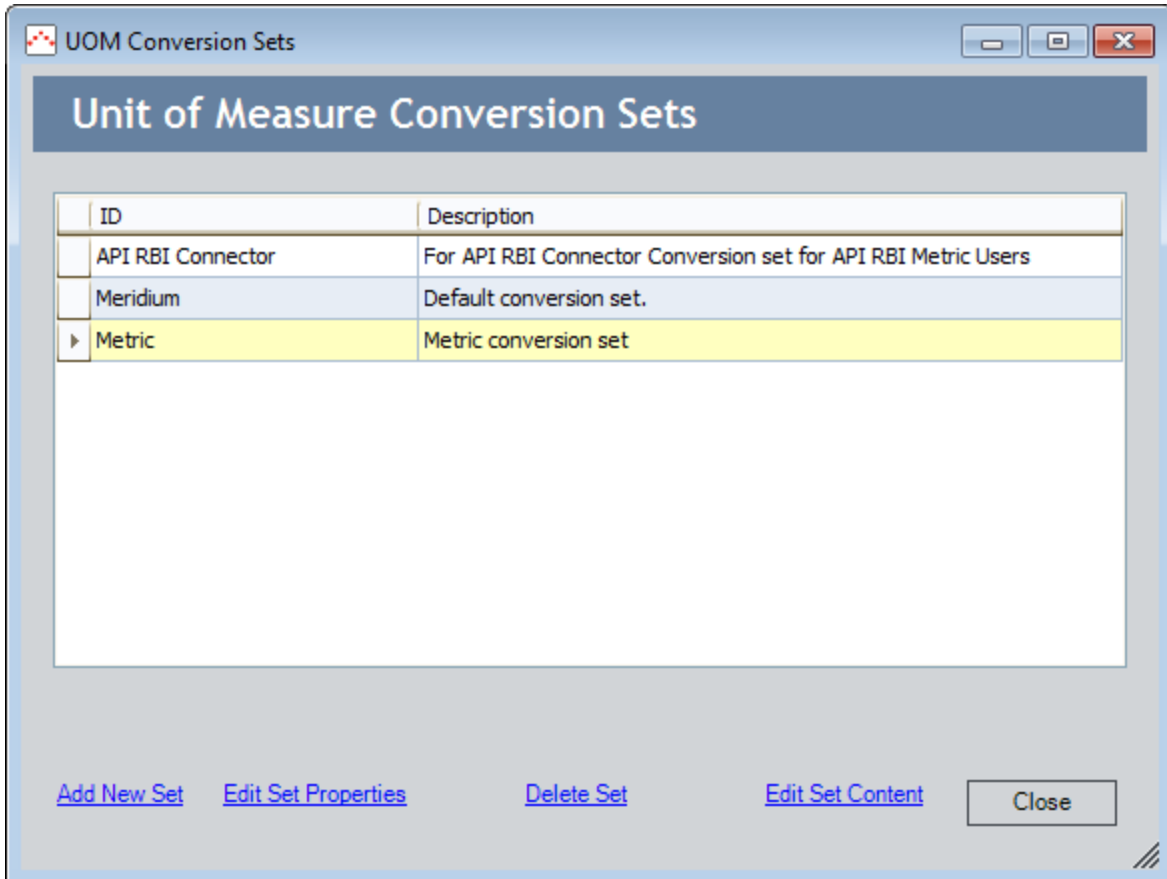 UOM Conversion Sets
Unit of Measure Conversion Sets
ID Description
API RBI Connector For API RBI Connector Conversion set for API RBI Metric Users
Meridium Default conversion set.
Metric Metric conversion set
Add New Set Edit Set Properties Delete Set Edit Set Content Close